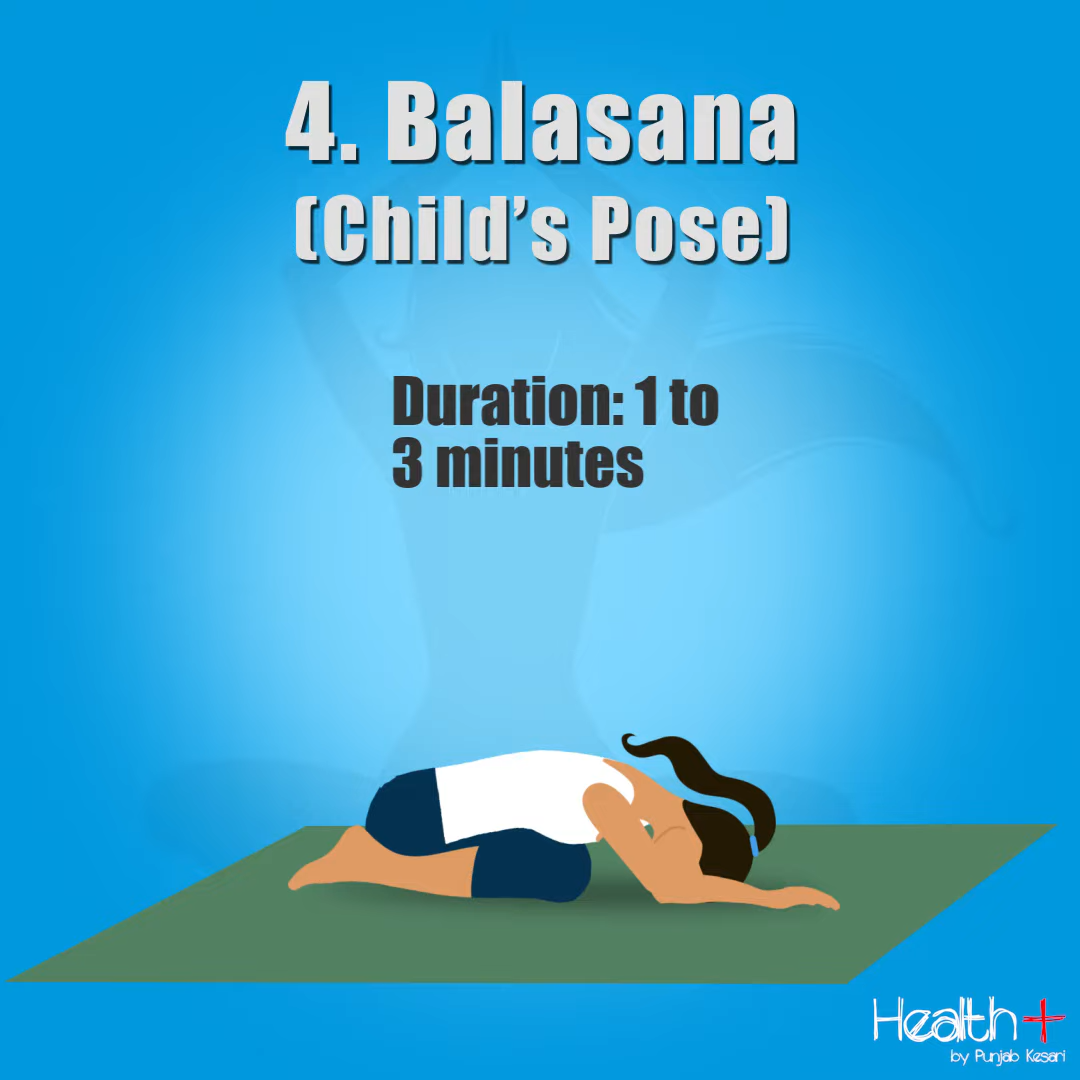 4. Balasana
(Child’s Pose)
Duration: 1 to
3 minutes
Health+
by Punjab Kesari